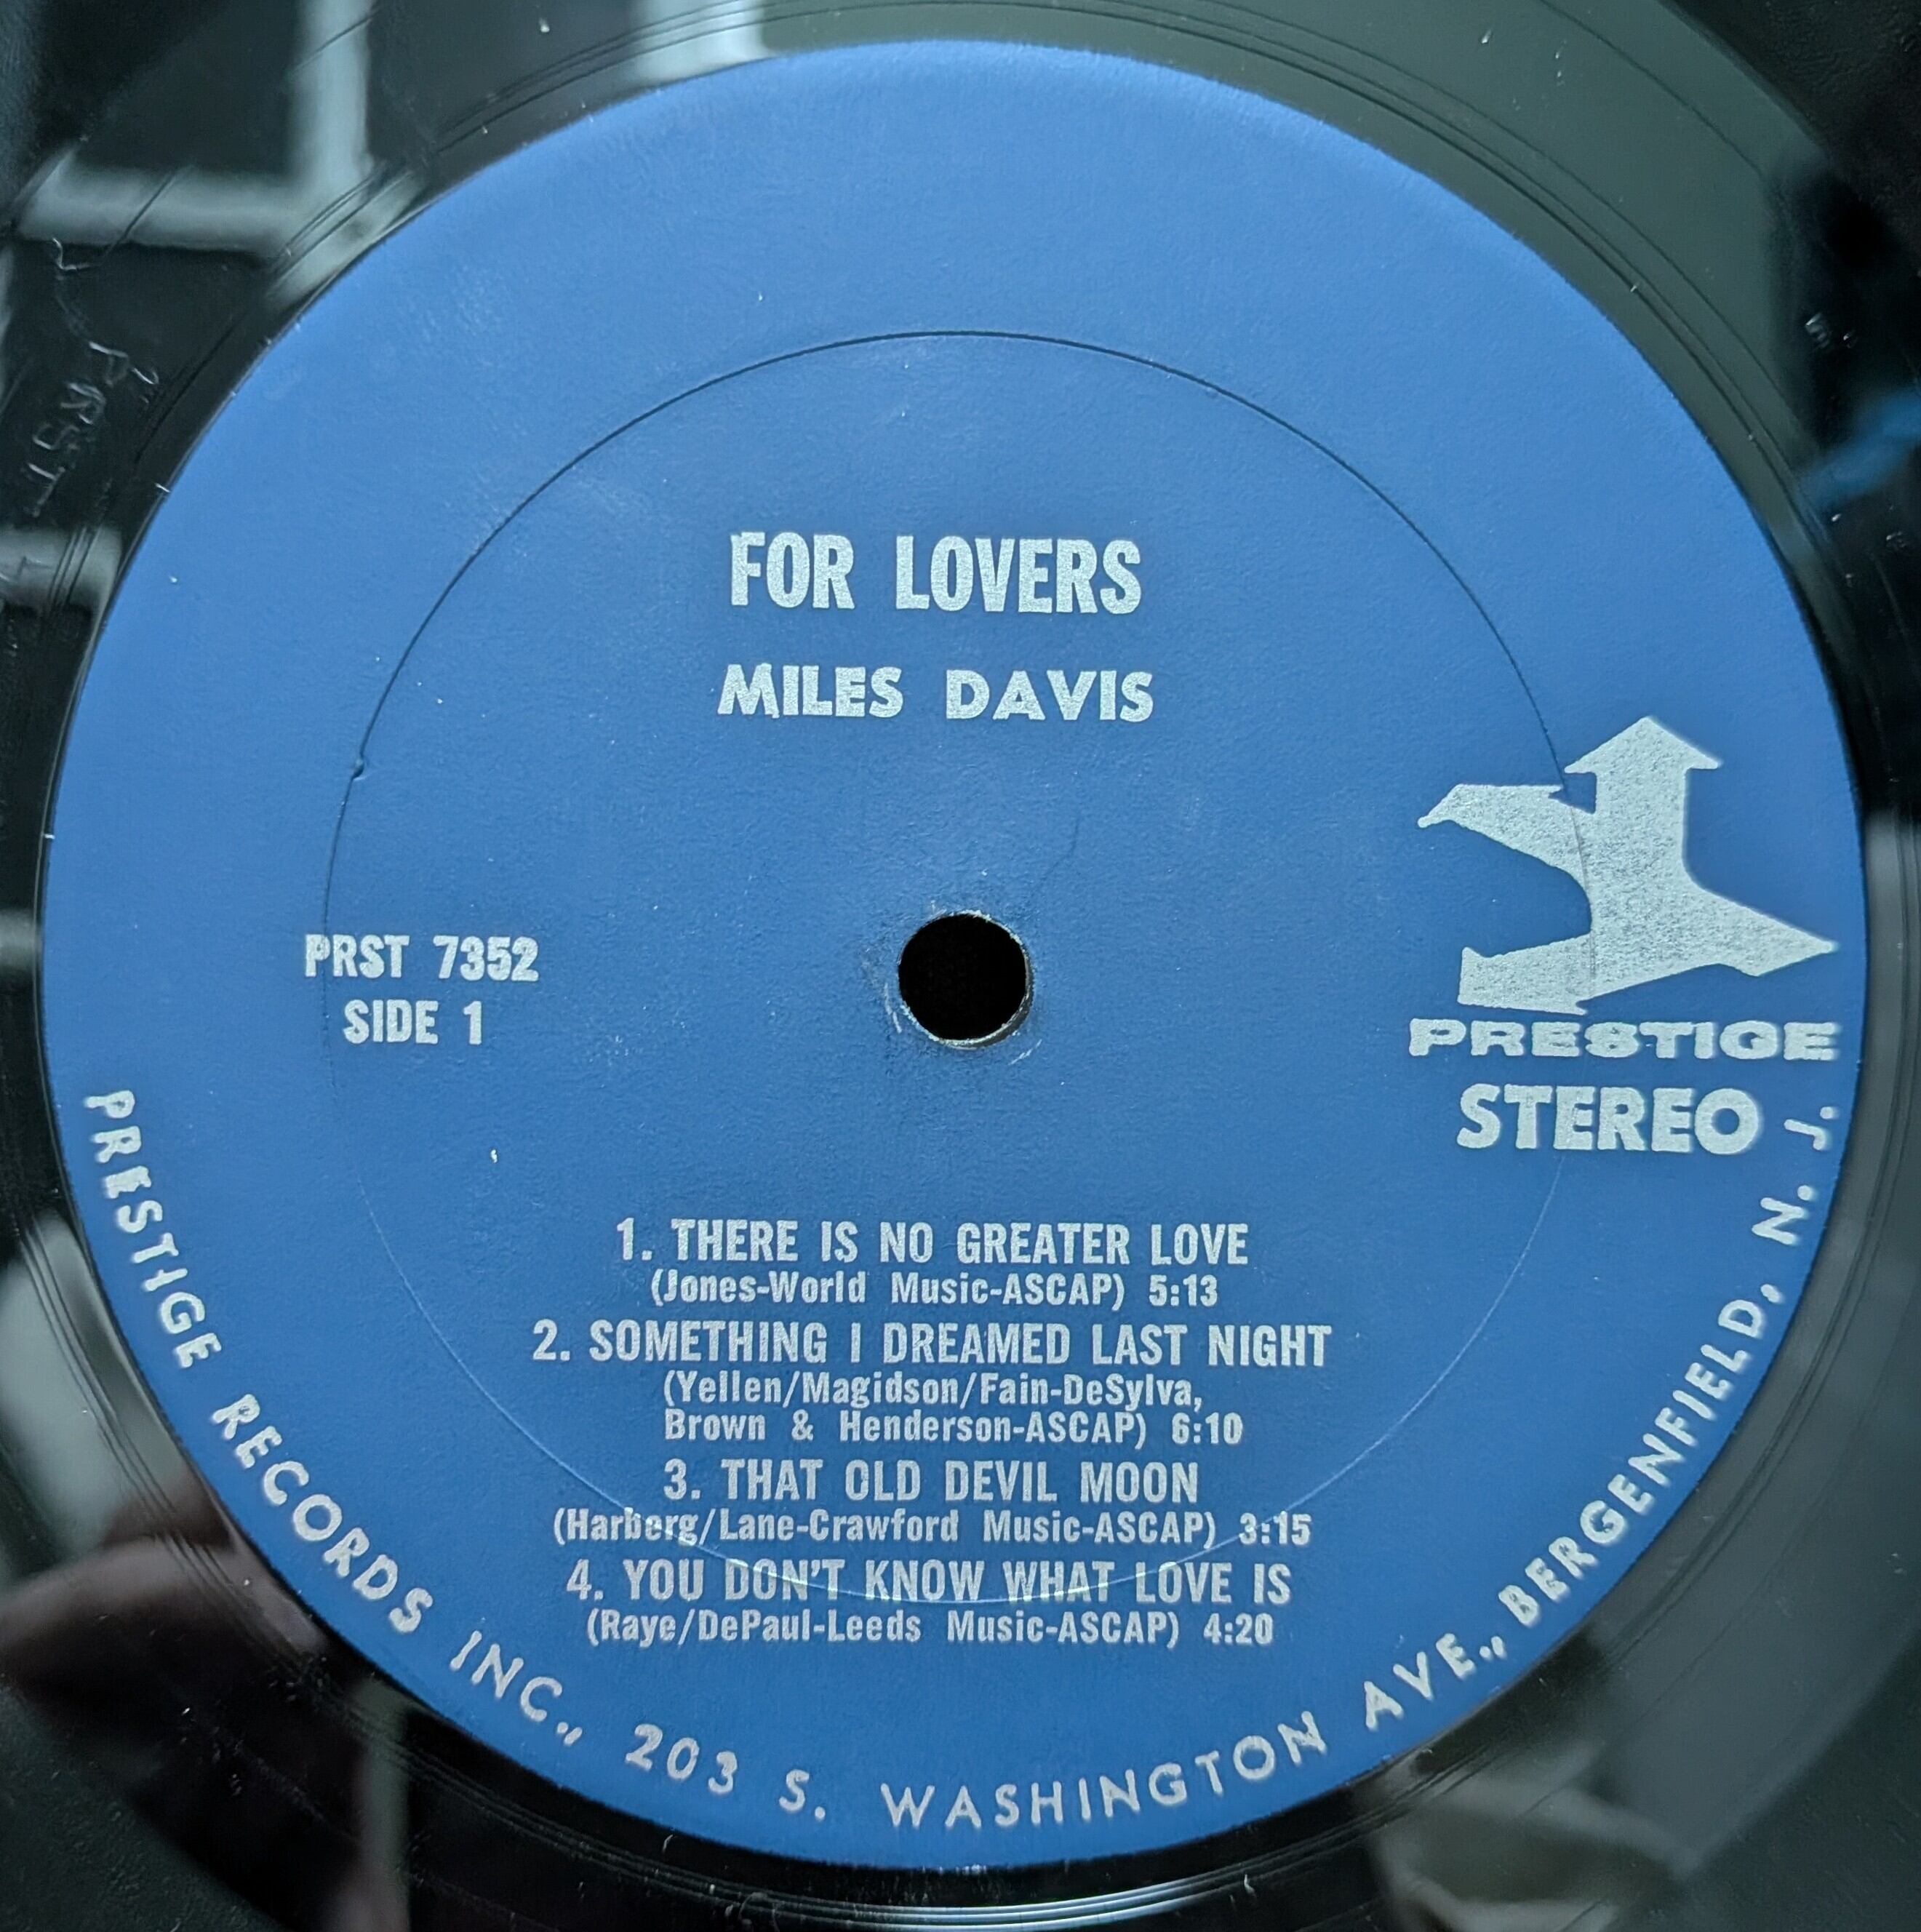 FOR LOVERS
MILES DAVIS
PRST 7352
SIDE 1
PRESTIGE
STEREO
1. THERE IS NO GREATER LOVE
(Jones-World Music-ASCAP) 5:13
2. SOMETHING I DREAMED LAST NIGHT
(Yellen/Magidson/Fain-DeSylva,
Brown & Henderson-ASCAP) 6:10
3. THAT OLD DEVIL MOON
(Harberg/Lane-Crawford Music-ASCAP) 3:15
4. YOU DON'T KNOW WHAT LOVE IS
(Raye/DePaul-Leeds Music-ASCAP) 4:20
PRESTIGE RECORDS INC., 203 S. WASHINGTON AVE., BERGENFIELD, N. J.
PRST